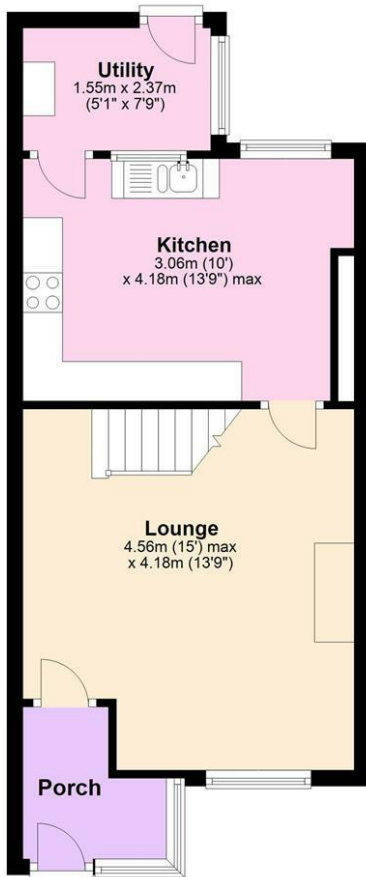 Utility
1.55m x 2.37m
(5'1" x 7'9")
Kitchen
3.06m (10')
x 4.18m (13'9") max
Lounge
4.56m (15') max
x 4.18m (13'9")
Porch